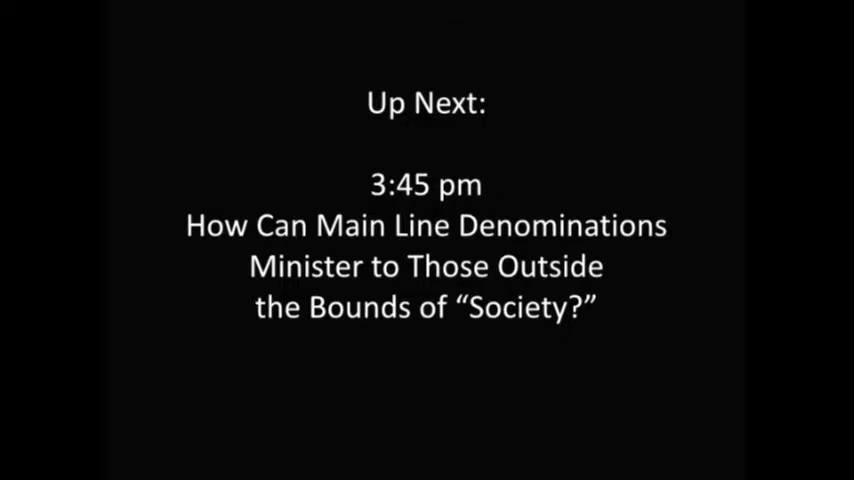 Up Next:
3:45 pm
How Can Main Line Denominations
Minister to Those Outside
the Bounds of “Society?”